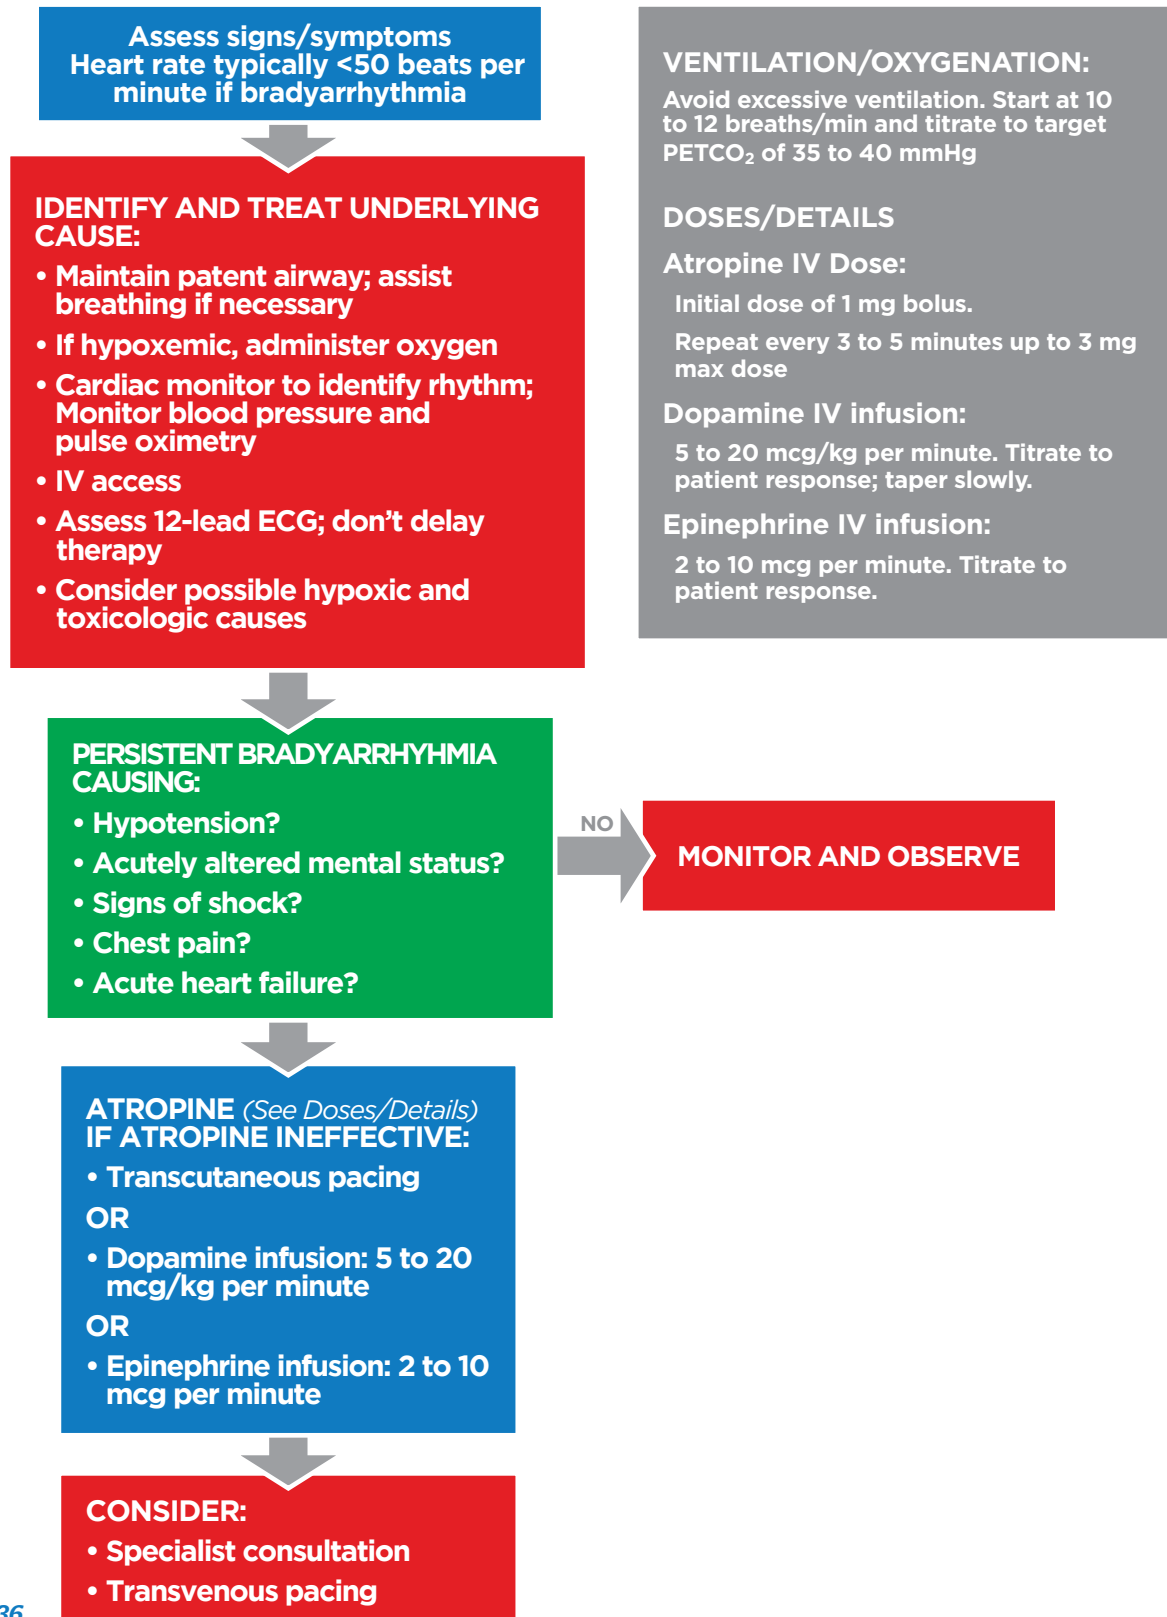 Assess signs/symptoms
Heart rate typically <50 beats per
minute if bradyarrhythmia
IDENTIFY AND TREAT UNDERLYING
CAUSE:
• Maintain patent airway; assist
breathing if necessary
• If hypoxemic, administer oxygen
• Cardiac monitor to identify rhythm;
Monitor blood pressure and
pulse oximetry
• IV access
• Assess 12-lead ECG; don't delay
therapy
• Consider possible hypoxic and
toxicologic causes
VENTILATION/OXYGENATION:
Avoid excessive ventilation. Start at 10
to 12 breaths/min and titrate to target
PETCO₂ of 35 to 40 mmHg
DOSES/DETAILS
Atropine IV Dose:
Initial dose of 1 mg bolus.
Repeat every 3 to 5 minutes up to 3 mg
max dose
Dopamine IV infusion:
5 to 20 mcg/kg per minute. Titrate to
patient response; taper slowly.
Epinephrine IV infusion:
2 to 10 mcg per minute. Titrate to
patient response.
PERSISTENT BRADYARRHYHMIA
CAUSING:
• Hypotension?
• Acutely altered mental status?
• Signs of shock?
• Chest pain?
• Acute heart failure?
NO
MONITOR AND OBSERVE
ATROPINE (See Doses/Details)
IF ATROPINE INEFFECTIVE:
• Transcutaneous pacing
OR
• Dopamine infusion: 5 to 20
mcg/kg per minute
OR
• Epinephrine infusion: 2 to 10
mcg per minute
CONSIDER:
• Specialist consultation
• Transvenous pacing
36